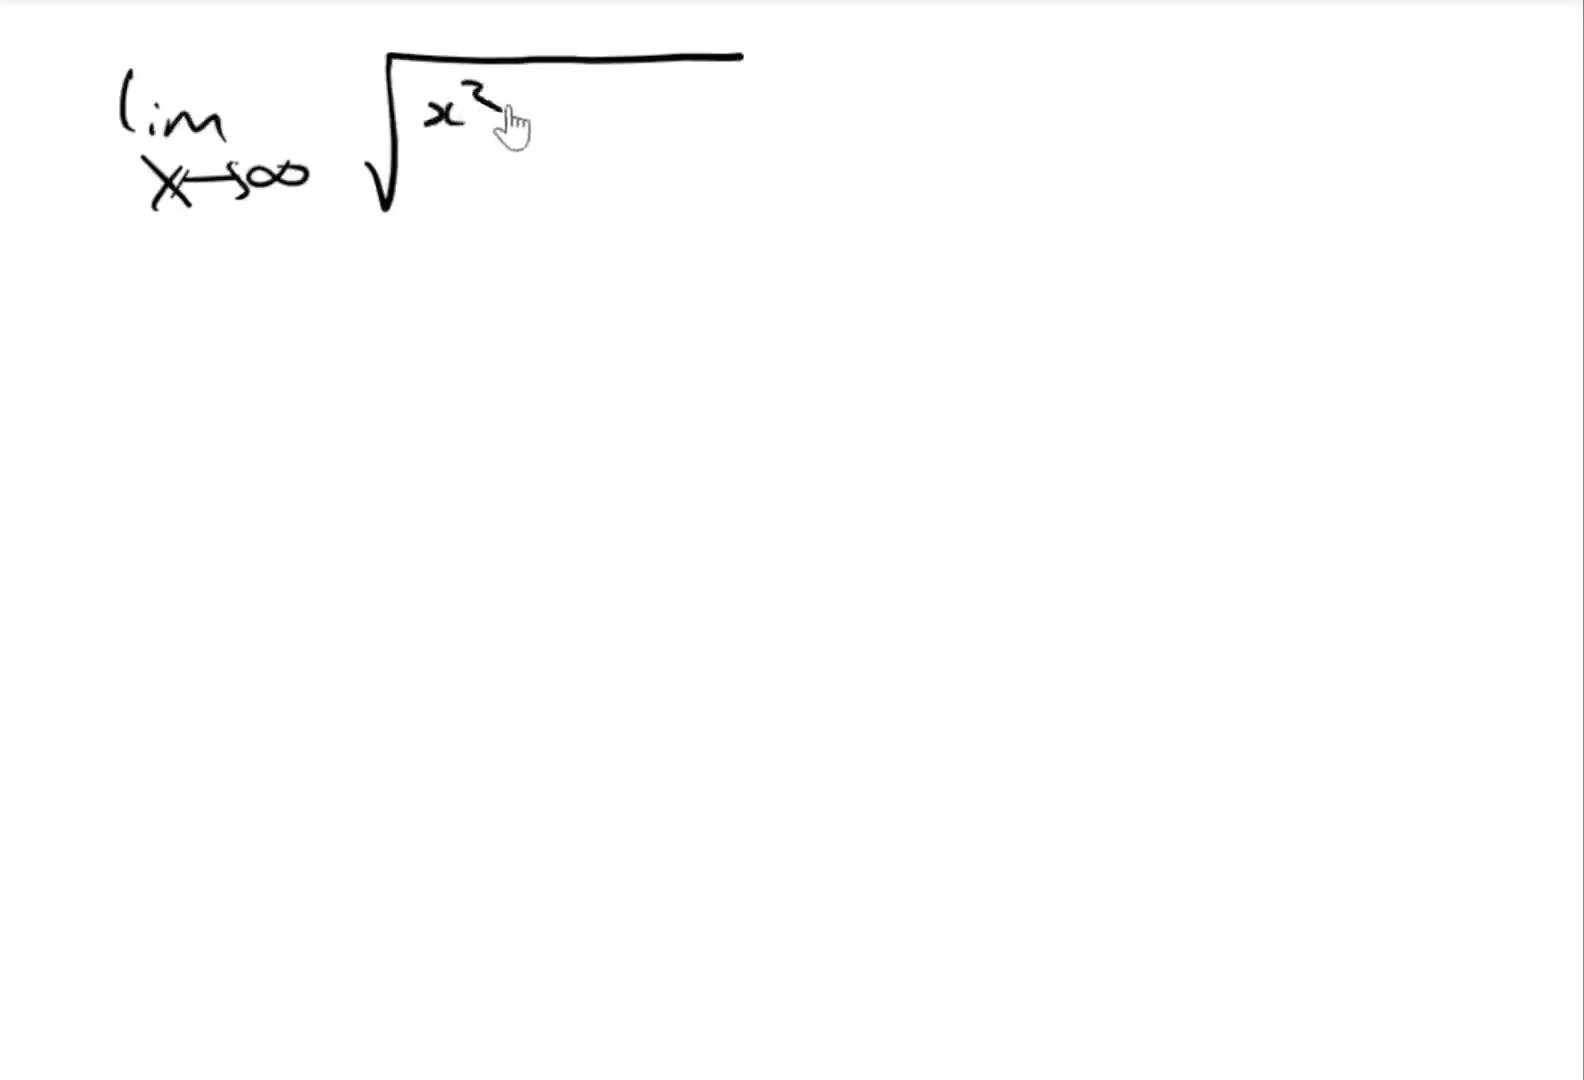 lim x→∞ √x²